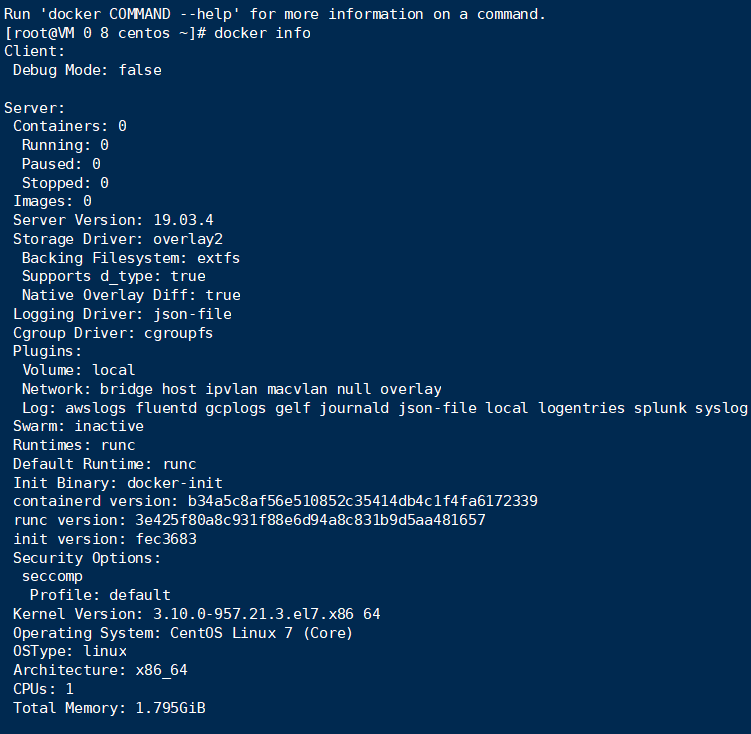 Run 'docker COMMAND --help' for more information on a command.
[root@VM 0 8 centos ~]# docker info
Client:
 Debug Mode: false

Server:
 Containers: 0
  Running: 0
  Paused: 0
  Stopped: 0
 Images: 0
 Server Version: 19.03.4
 Storage Driver: overlay2
  Backing Filesystem: extfs
  Supports d_type: true
  Native Overlay Diff: true
 Logging Driver: json-file
 Cgroup Driver: cgroupfs
 Plugins:
  Volume: local
  Network: bridge host ipvlan macvlan null overlay
  Log: awslogs fluentd gcplogs gelf journald json-file local logentries splunk syslog
 Swarm: inactive
 Runtimes: runc
 Default Runtime: runc
 Init Binary: docker-init
 containerd version: b34a5c8af56e510852c35414db4c1f4fa6172339
 runc version: 3e425f80a8c931f88e6d94a8c831b9d5aa481657
 init version: fec3683
 Security Options:
  seccomp
   Profile: default
 Kernel Version: 3.10.0-957.21.3.el7.x86 64
 Operating System: CentOS Linux 7 (Core)
 OSType: linux
 Architecture: x86_64
 CPUs: 1
 Total Memory: 1.795GiB